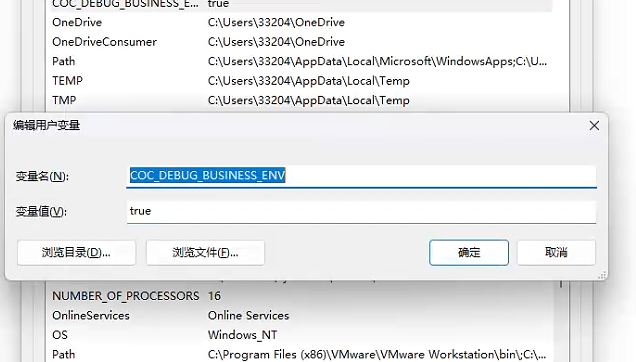 COC_DEBUG_BUSINESS_E... true
OneDrive C:\Users\33204\OneDrive
OneDriveConsumer C:\Users\33204\OneDrive
Path C:\Users\33204\AppData\Local\Microsoft\WindowsApps;C:\U...
TEMP C:\Users\33204\AppData\Local\Temp
TMP C:\Users\33204\AppData\Local\Temp
编辑用户变量
变量名(N): COC_DEBUG_BUSINESS_ENV
变量值(V): true
浏览目录(D)... 浏览文件(F)... 确定 取消
NUMBER_OF_PROCESSORS 16
OnlineServices Online Services
OS Windows_NT
Path C:\Program Files (x86)\VMware\VMware Workstation\bin\;C:\...